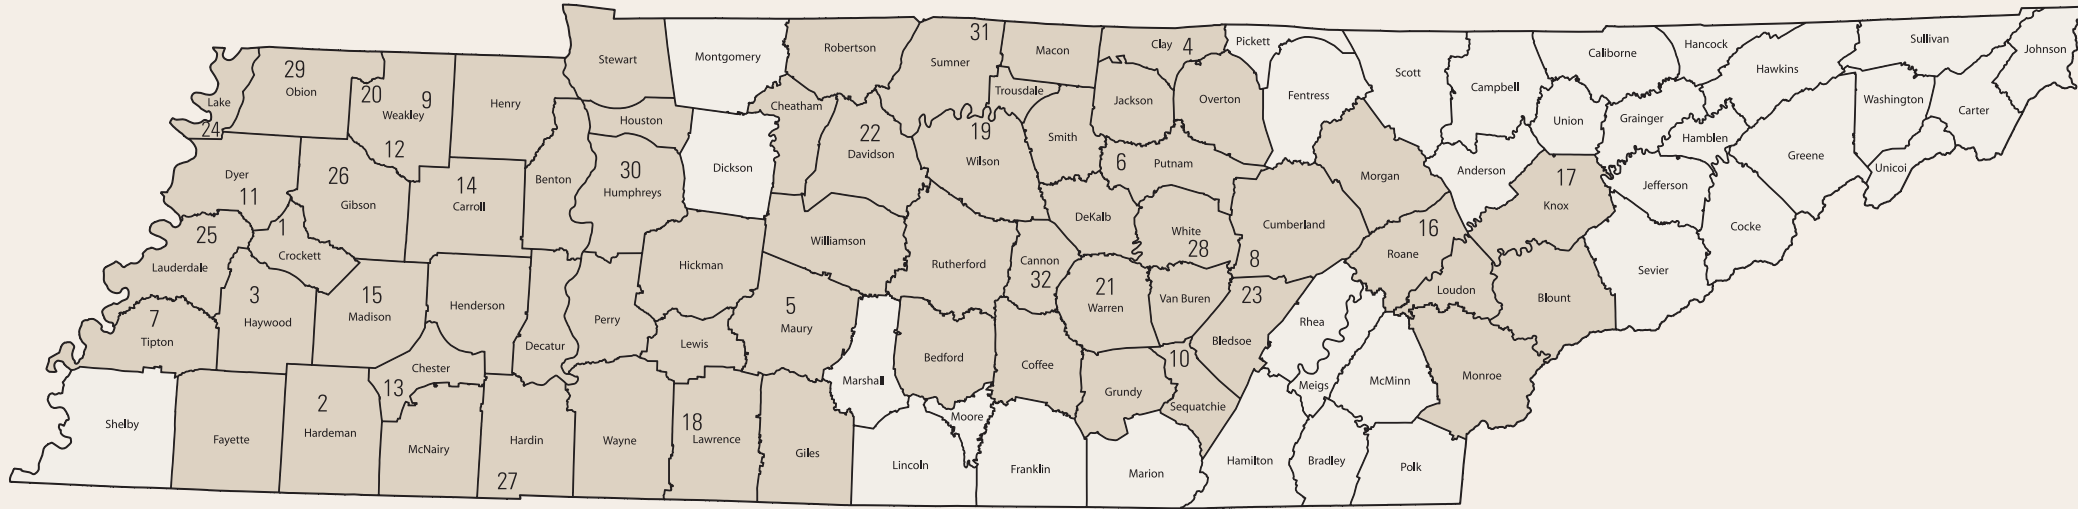 31
Robertson
Sumner
Macon
Clay 4
Pickett
Stewart
Montgomery
Hancock
Sullivan
Johnson
Caliborne
Hawkins
Scott
Campbell
29
Obion
20
9
Weakley
12
Henry
Lake
24
Houston
Cheatham
Trousdale
Jackson
Overton
Fentress
Union
Grainger
Hamblen
Washington
Carter
Unicoi
Greene
22
Davidson
19
Wilson
Smith
6
Putnam
Dyer
11
26
Gibson
14
Carroll
Benton
30
Humphreys
Dickson
Morgan
Anderson
17
Knox
Jefferson
Cocke
Sevier
25
Lauderdale
1
Crockett
Hickman
Williamson
Rutherford
Cannon
32
DeKalb
White
28
Cumberland
8
16
Roane
Loudon
Blount
7
Tipton
3
Haywood
15
Madison
Henderson
Decatur
Perry
Lewis
5
Maury
21
Warren
Van Buren
23
Bledsoe
Rhea
Meigs
McMinn
Monroe
Chester
13
Marshall
Bedford
Coffee
Grundy
10
Sequatchie
Moore
Shelby
Fayette
2
Hardeman
McNairy
Hardin
27
Wayne
18
Lawrence
Giles
Lincoln
Franklin
Marion
Hamilton
Bradley
Polk